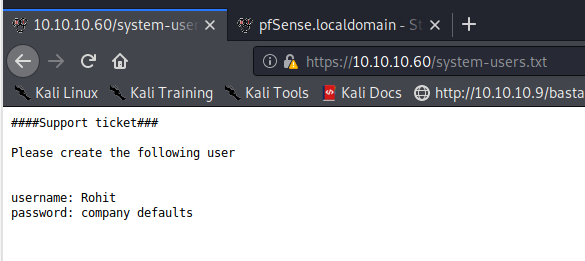 10.10.10.60/system-use
pfSense.localdomain - St
https://10.10.10.60/system-users.txt
Kali Linux
Kali Training
Kali Tools
Kali Docs
http://10.10.10.9/basta
####Support ticket###
Please create the following user
username: Rohit
password: company defaults